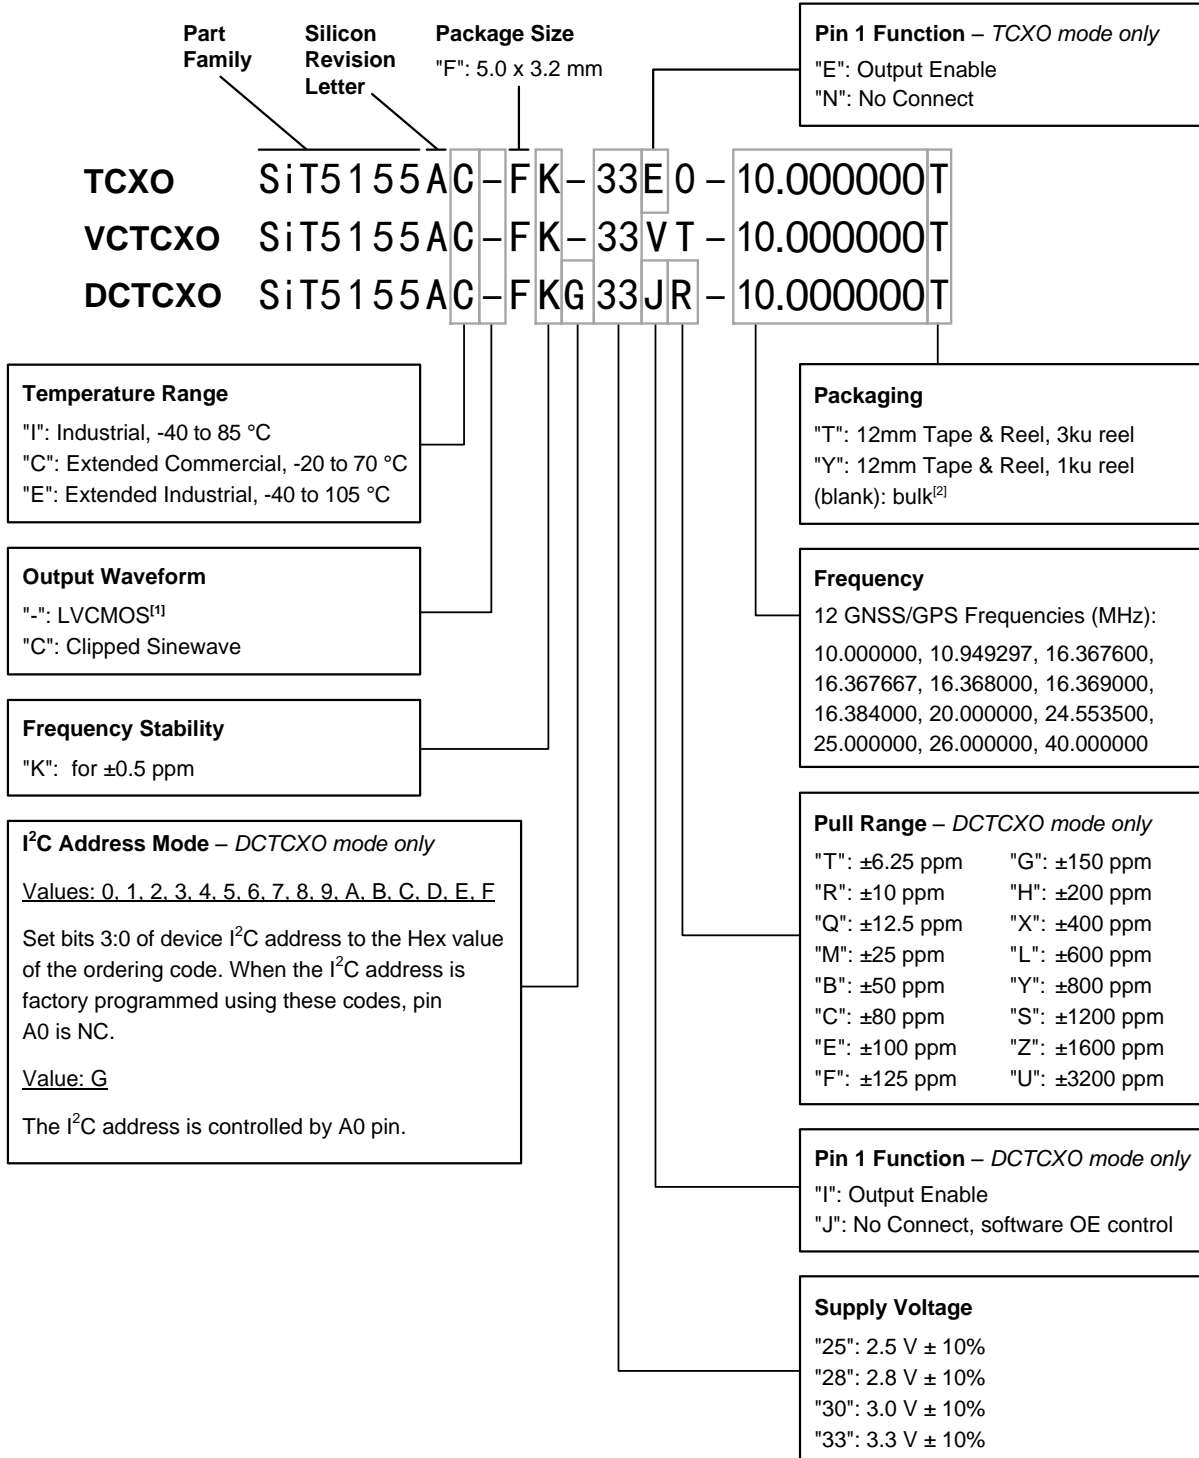 Part Family
Silicon Revision Letter
Package Size
"F": 5.0 x 3.2 mm
Pin 1 Function – TCXO mode only
"E": Output Enable
"N": No Connect
TCXO SiT5155AC-FK-33E0-10.000000T
VCTCXO SiT5155AC-FK-33VT-10.000000T
DCTCXO SiT5155AC-FKG33JR-10.000000T
Temperature Range
"I": Industrial, -40 to 85 °C
"C": Extended Commercial, -20 to 70 °C
"E": Extended Industrial, -40 to 105 °C
Output Waveform
"-": LVCMOS[1]
"C": Clipped Sinewave
Frequency Stability
"K": for ±0.5 ppm
I²C Address Mode – DCTCXO mode only
Values: 0, 1, 2, 3, 4, 5, 6, 7, 8, 9, A, B, C, D, E, F
Set bits 3:0 of device I²C address to the Hex value
of the ordering code. When the I²C address is
factory programmed using these codes, pin
A0 is NC.
Value: G
The I²C address is controlled by A0 pin.
Packaging
"T": 12mm Tape & Reel, 3ku reel
"Y": 12mm Tape & Reel, 1ku reel
(blank): bulk[2]
Frequency
12 GNSS/GPS Frequencies (MHz):
10.000000, 10.949297, 16.367600,
16.367667, 16.368000, 16.369000,
16.384000, 20.000000, 24.553500,
25.000000, 26.000000, 40.000000
Pull Range – DCTCXO mode only
"T": ±6.25 ppm "G": ±150 ppm
"R": ±10 ppm "H": ±200 ppm
"Q": ±12.5 ppm "X": ±400 ppm
"M": ±25 ppm "L": ±600 ppm
"B": ±50 ppm "Y": ±800 ppm
"C": ±80 ppm "S": ±1200 ppm
"E": ±100 ppm "Z": ±1600 ppm
"F": ±125 ppm "U": ±3200 ppm
Pin 1 Function – DCTCXO mode only
"I": Output Enable
"J": No Connect, software OE control
Supply Voltage
"25": 2.5 V ± 10%
"28": 2.8 V ± 10%
"30": 3.0 V ± 10%
"33": 3.3 V ± 10%